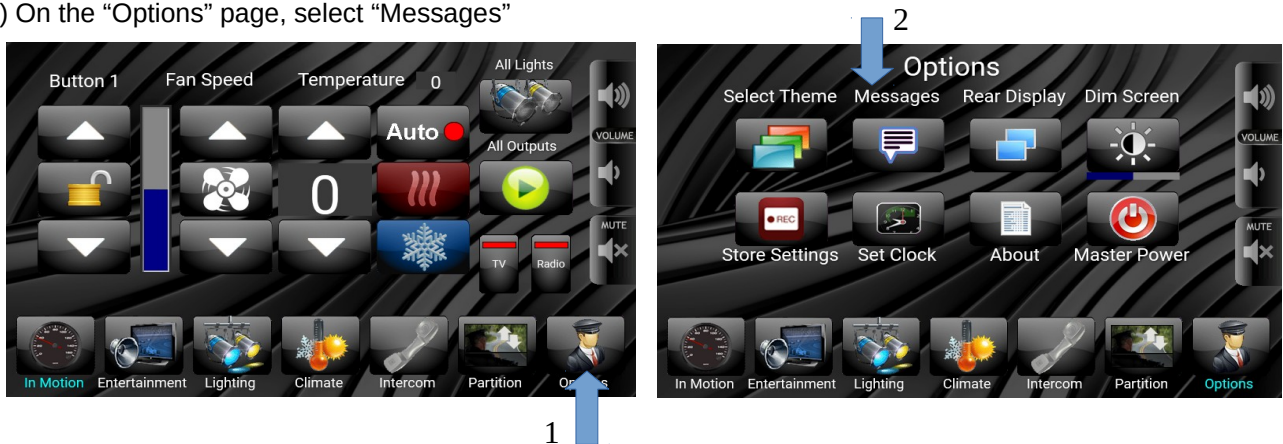 ) On the “Options” page, select “Messages”
2
Button 1 Fan Speed Temperature 0 All Lights
Auto
All Outputs
VOLUME
0
MUTE
TV Radio
In Motion Entertainment Lighting Climate Intercom Partition
1
Options
Select Theme Messages Rear Display Dim Screen
VOLUME
REC
MUTE
Store Settings Set Clock About Master Power
In Motion Entertainment Lighting Climate Intercom Partition Options